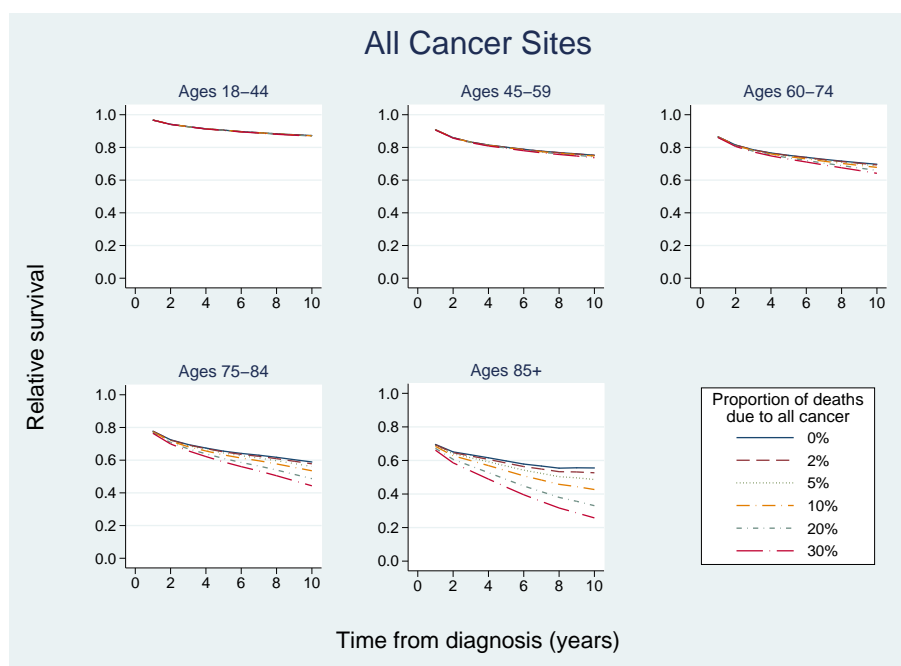 All Cancer Sites
Ages 18–44
1.0
0.8
0.6
0.4
0.2
0.0
0 2 4 6 8 10
Ages 45–59
1.0
0.8
0.6
0.4
0.2
0.0
0 2 4 6 8 10
Ages 60–74
1.0
0.8
0.6
0.4
0.2
0.0
0 2 4 6 8 10
Relative survival
Ages 75–84
1.0
0.8
0.6
0.4
0.2
0.0
0 2 4 6 8 10
Ages 85+
1.0
0.8
0.6
0.4
0.2
0.0
0 2 4 6 8 10
Proportion of deaths
due to all cancer
0%
2%
5%
10%
20%
30%
Time from diagnosis (years)